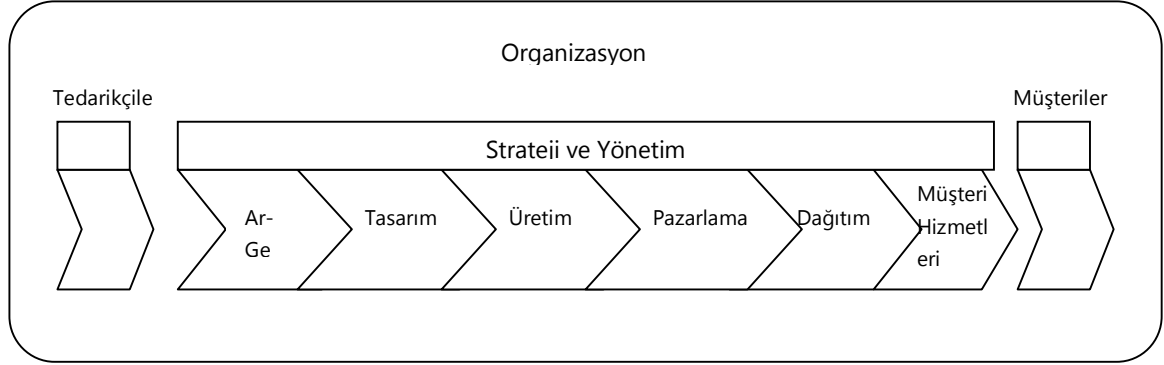 Organizasyon
Tedarikçile
Müşteriler
Strateji ve Yönetim
Ar-
Ge
Tasarım
Üretim
Pazarlama
Dağıtım
Müşteri
Hizmetl
eri